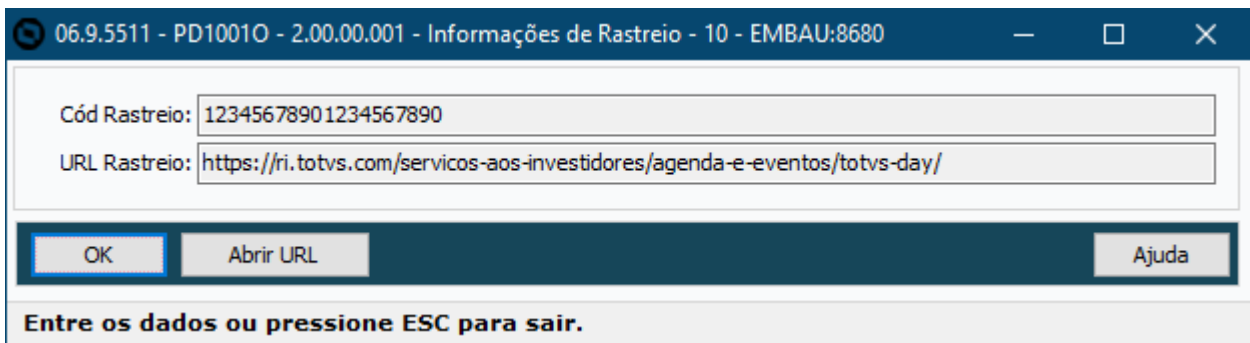 06.9.5511 - PD1001O - 2.00.00.001 - Informações de Rastreio - 10 - EMBAU:8680
Cód Rastreio: 12345678901234567890
URL Rastreio: https://ri.totvs.com/servicos-aos-investidores/agenda-e-eventos/totvs-day/
OK Abrir URL Ajuda
Entre os dados ou pressione ESC para sair.